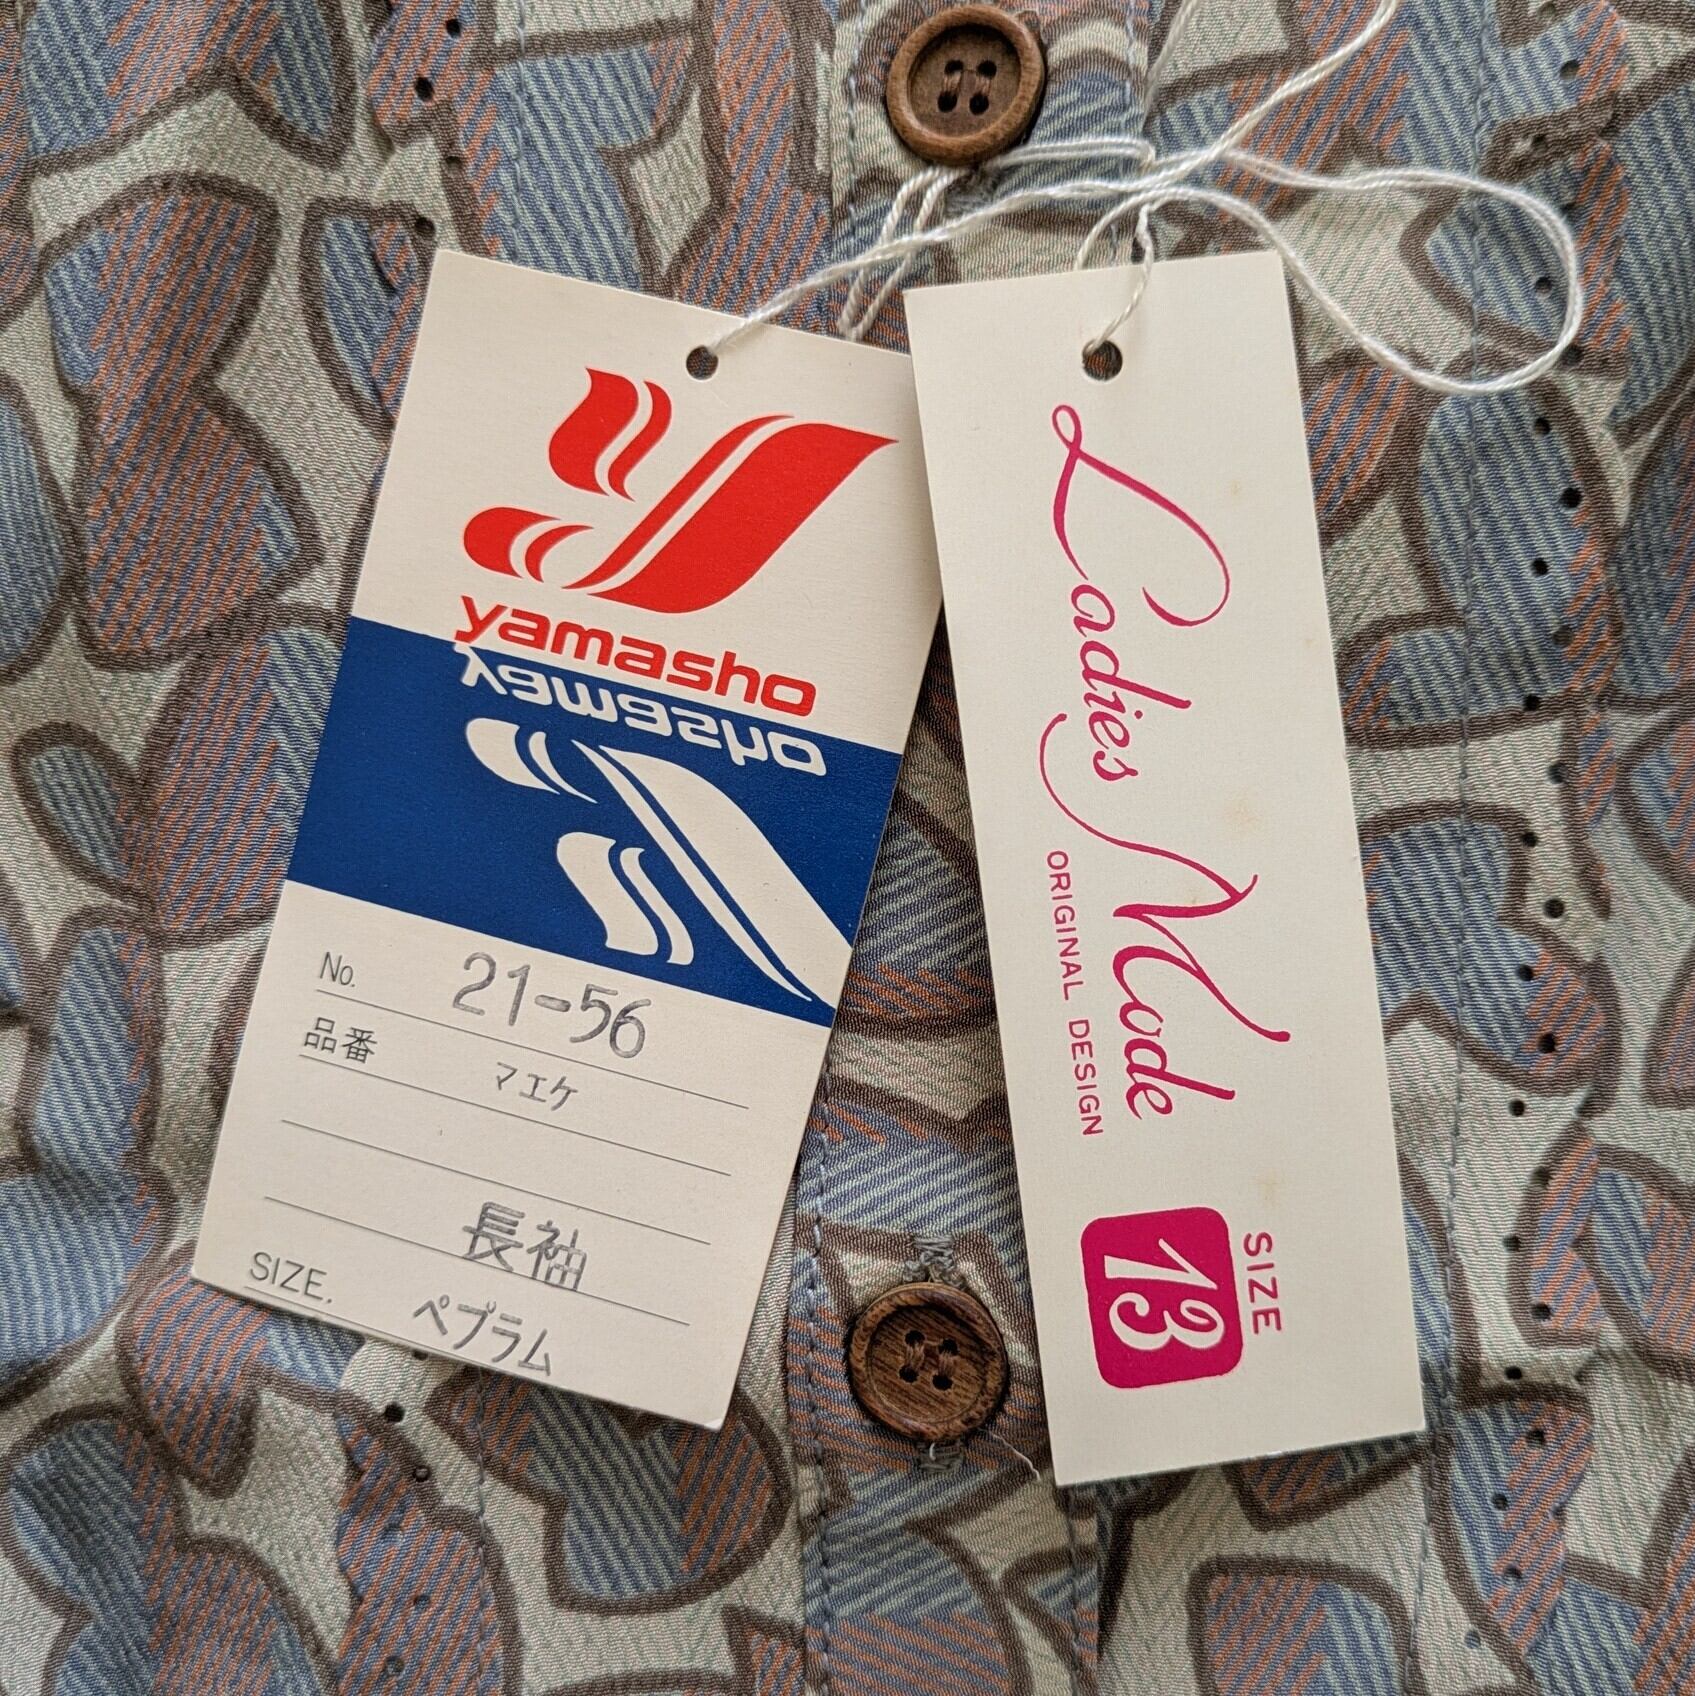 yamasho
yamasho
No. 21-56
品番 マエケ
長袖
SIZE. ペプラム
Ladies Mode
ORIGINAL DESIGN
SIZE
13